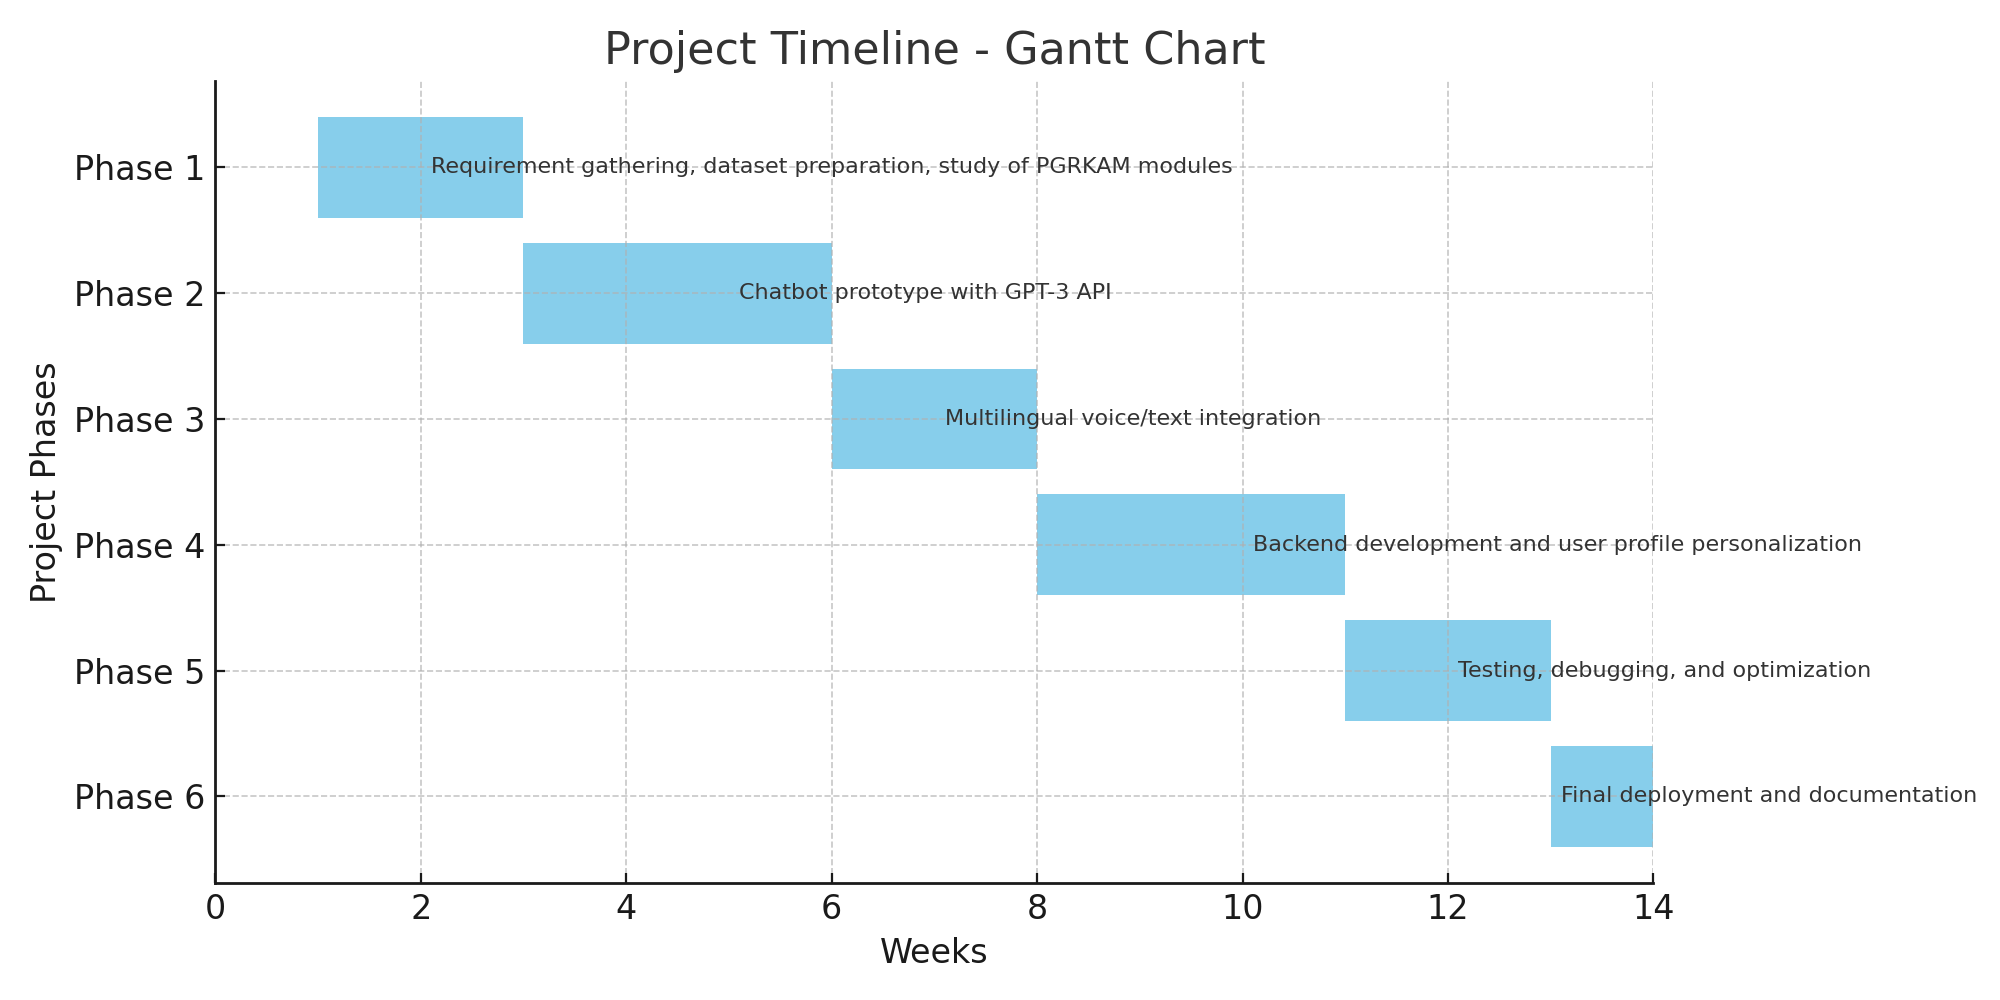 Project Timeline - Gantt Chart
Project Phases
Phase 1
Requirement gathering, dataset preparation, study of PGRKAM modules
Phase 2
Chatbot prototype with GPT-3 API
Phase 3
Multilingual voice/text integration
Phase 4
Backend development and user profile personalization
Phase 5
Testing, debugging, and optimization
Phase 6
Final deployment and documentation
0 2 4 6 8 10 12 14
Weeks